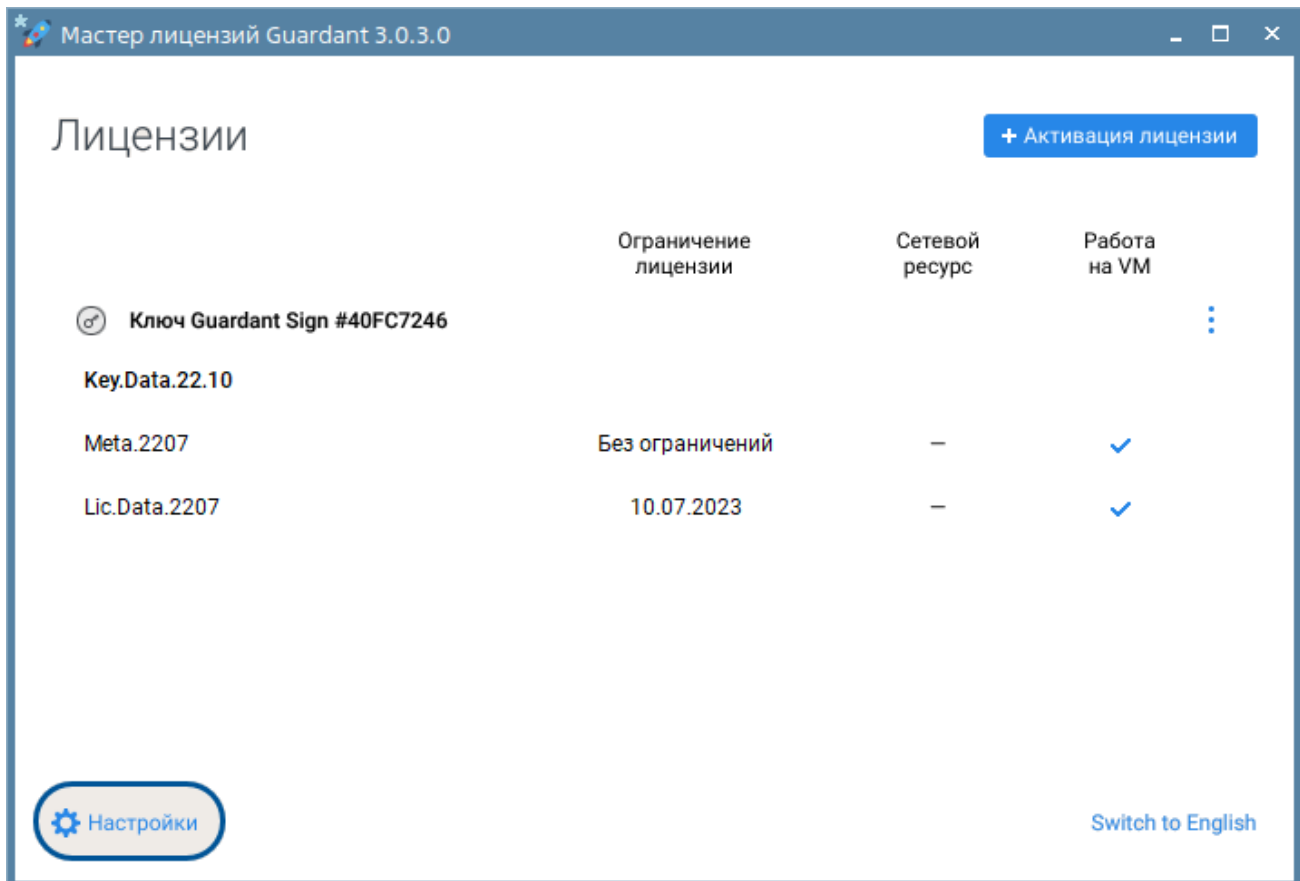 Мастер лицензий Guardant 3.0.3.0
Лицензии
+ Активация лицензии
Ограничение лицензии
Сетевой ресурс
Работа на VM
Ключ Guardant Sign #40FC7246
Key.Data.22.10
Meta.2207 Без ограничений –
Lic.Data.2207 10.07.2023 –
Настройки
Switch to English